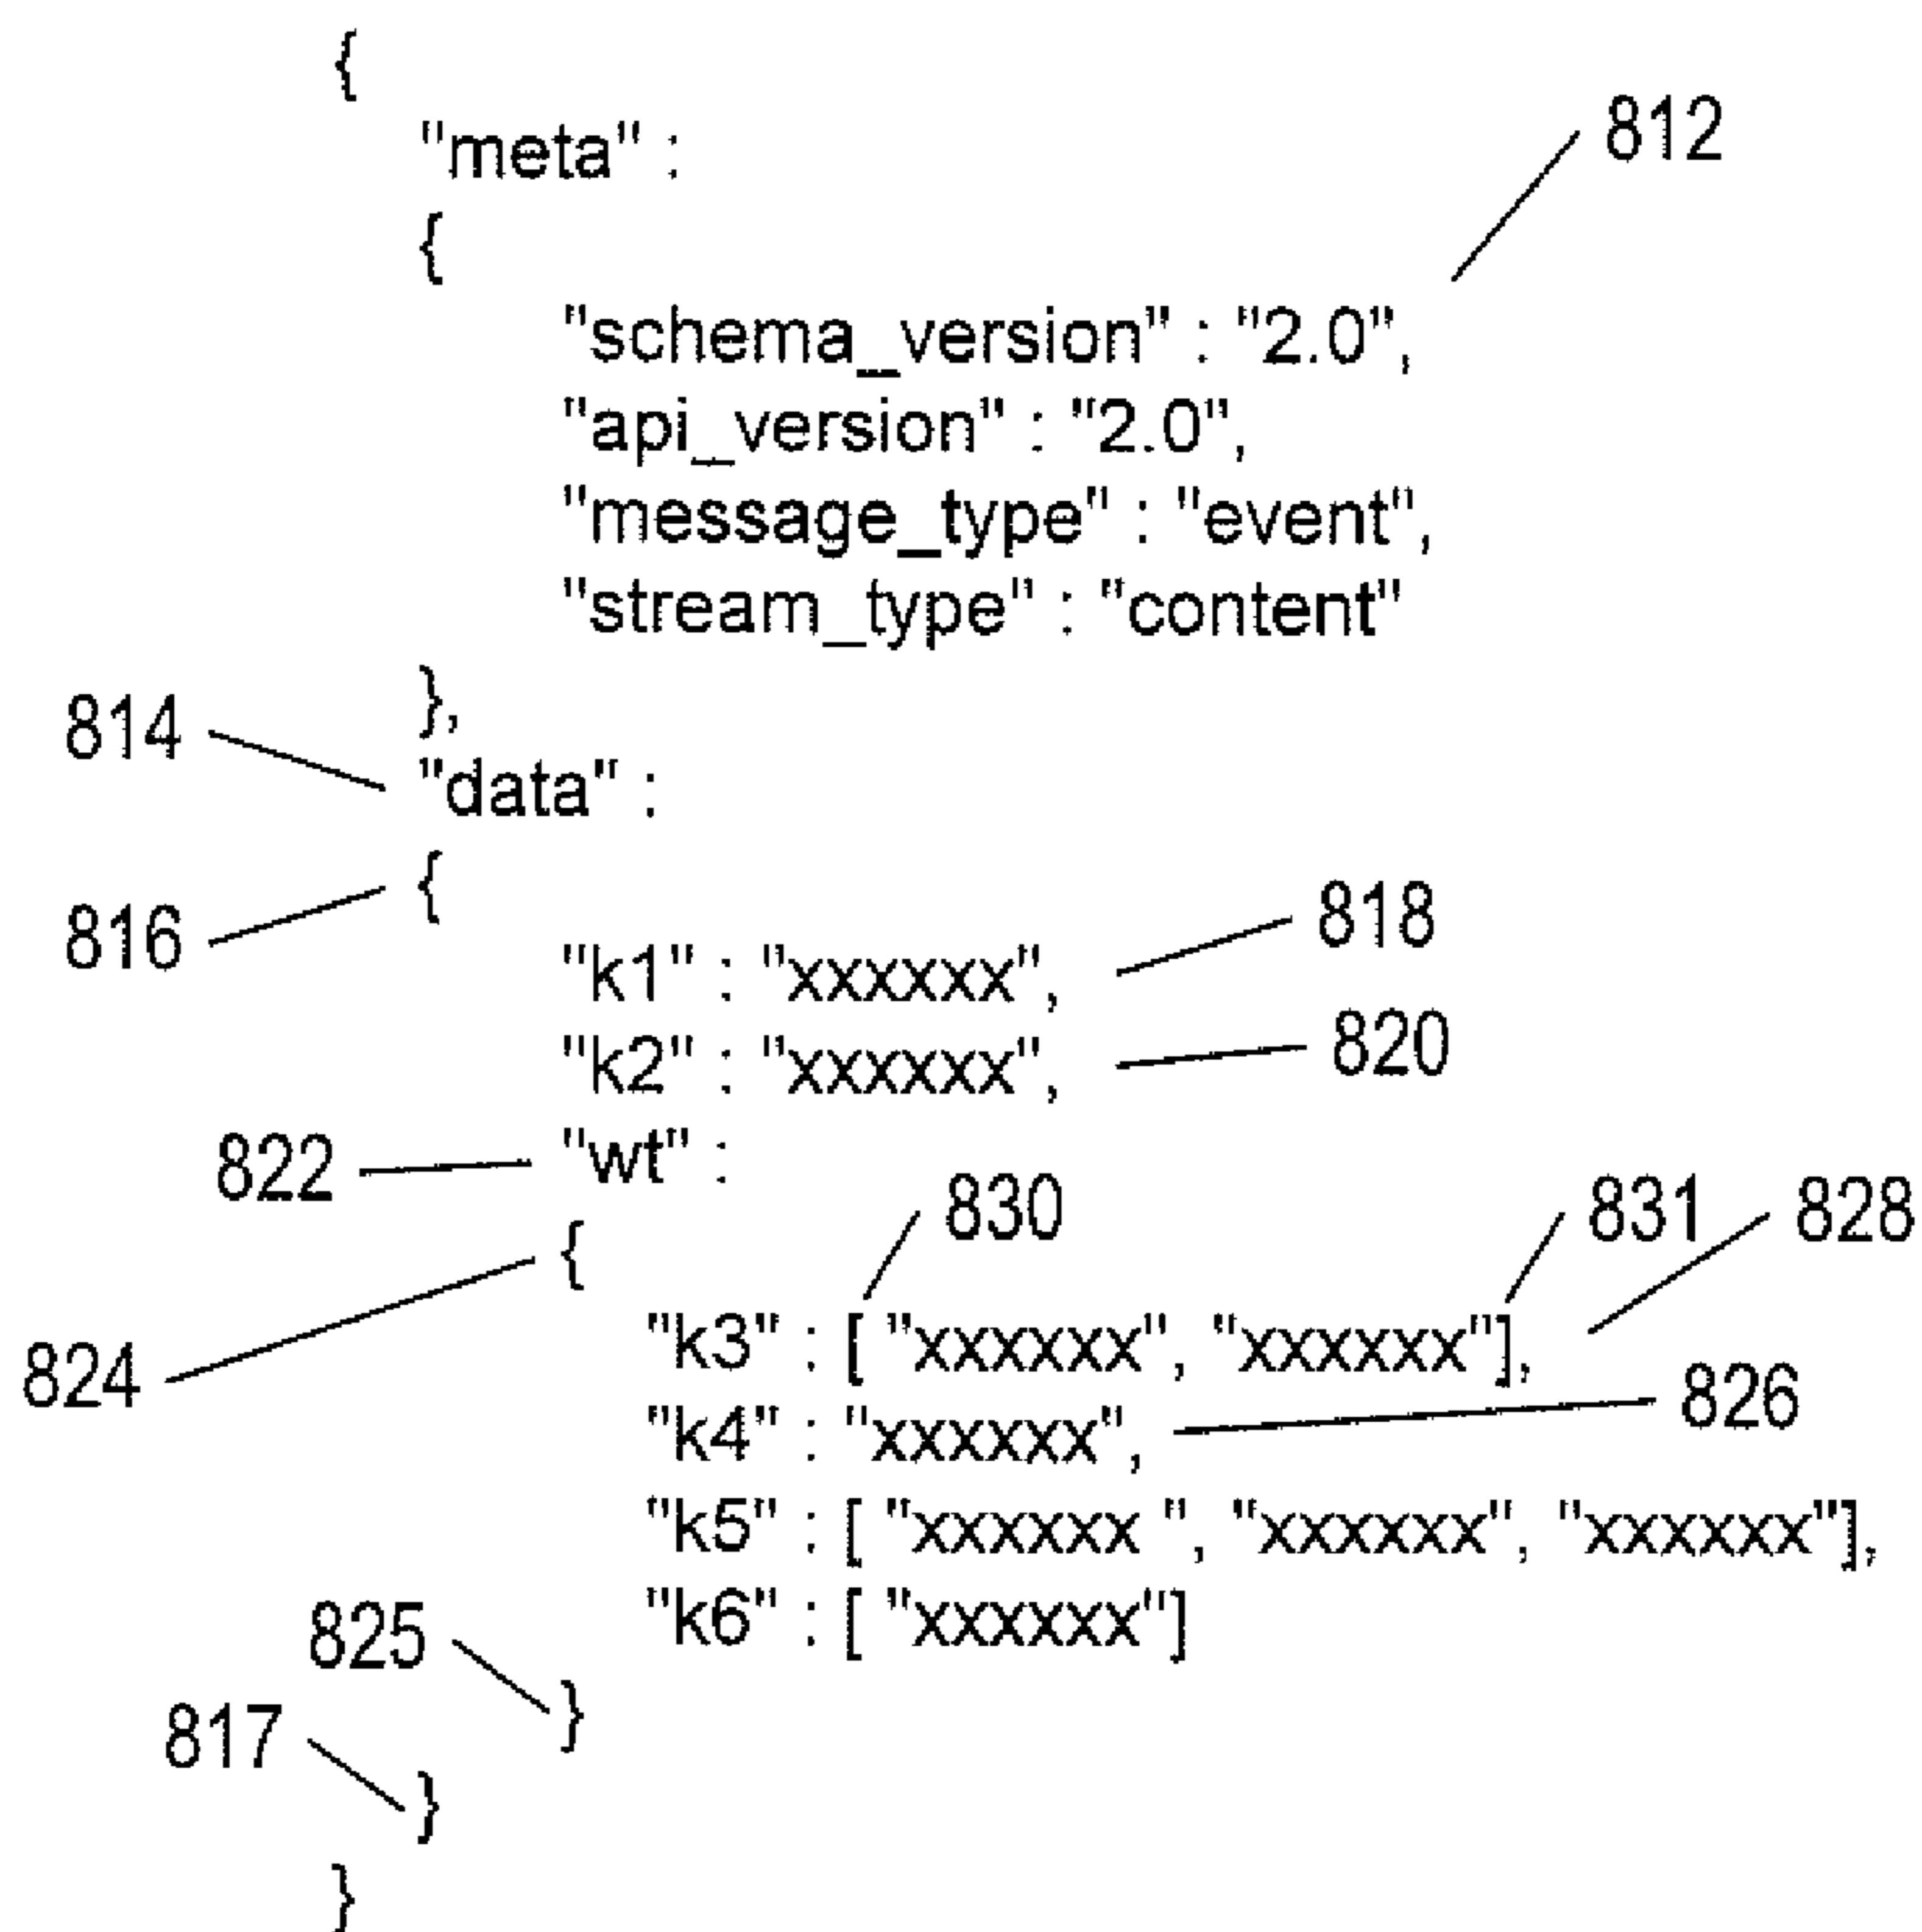 {
"meta" :
812
{
"schema_version" : "2.0",
"api_version" : "2.0",
"message_type" : "event",
"stream_type" : "content"
},
814
"data" :
816
{
818
"k1" : "xxxxxx",
820
"k2" : "xxxxxx",
822
"wt" :
830
831
828
{
824
"k3" : [ "xxxxxx", "xxxxxx"],
826
"k4" : "xxxxxx",
"k5" : [ "xxxxxx ", "xxxxxx", "xxxxxx"],
"k6" : [ "xxxxxx"]
825
}
817
}
}